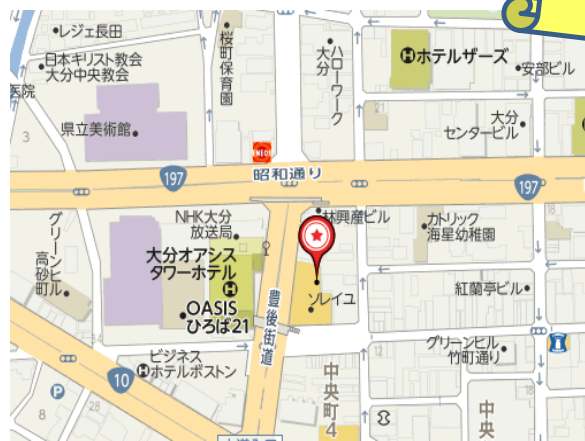 レジェ長田
桜町保育園
ハローワーク
大分
ホテルザーズ
安部ビル
日本キリスト教会
大分中央教会
医院
21
大分
センタービル
3
県立美術館
ENEOS
昭和通り
197
197
グリーンヒ
高砂
町ル
NHK大分
放送局
林興産ビル
カトリック
海星幼稚園
18
大分オアシス
タワーホテル
OASIS
ひろば21
ソレイユ
紅蘭亭ビル
豊後街道
グリーンビル
竹町通り
12
ビジネス
ホテルボストン
10
中央町4
中央
8
28